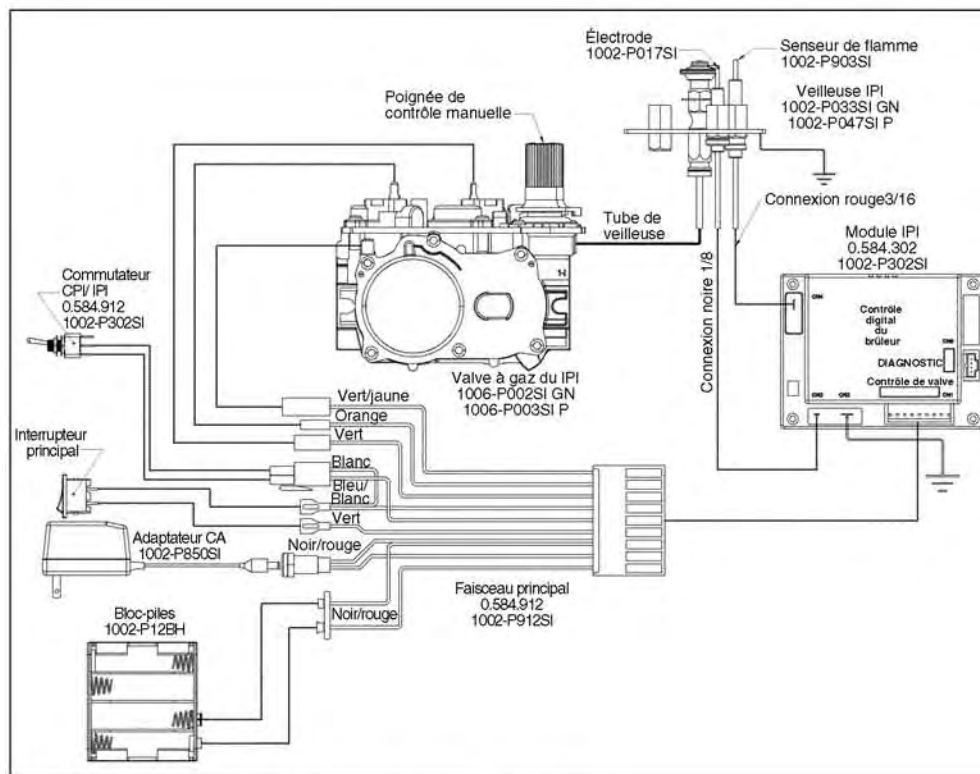 Électrode
1002-P017SI
Senseur de flamme
1002-P903SI
Veilleuse IPI
1002-P033SI GN
1002-P047SI P
Poignée de
contrôle manuelle
Tube de
veilleuse
Connexion rouge3/16
Connexion noire 1/8
Module IPI
0.584.302
1002-P302SI
CN4
Contrôle
digital
du
brûleur
DIAGNOSTIC
Contrôle de valve
CN3
CN2
CN1
Commutateur
CPI/ IPI
0.584.912
1002-P302SI
Valve à gaz du IPI
1006-P002SI GN
1006-P003SI P
Vert/jaune
Orange
Vert
Blanc
Bleu/
Blanc
Vert
Noir/rouge
Noir/rouge
Interrupteur
principal
Adaptateur CA
1002-P850SI
Faisceau principal
0.584.912
1002-P912SI
Bloc-piles
1002-P12BH